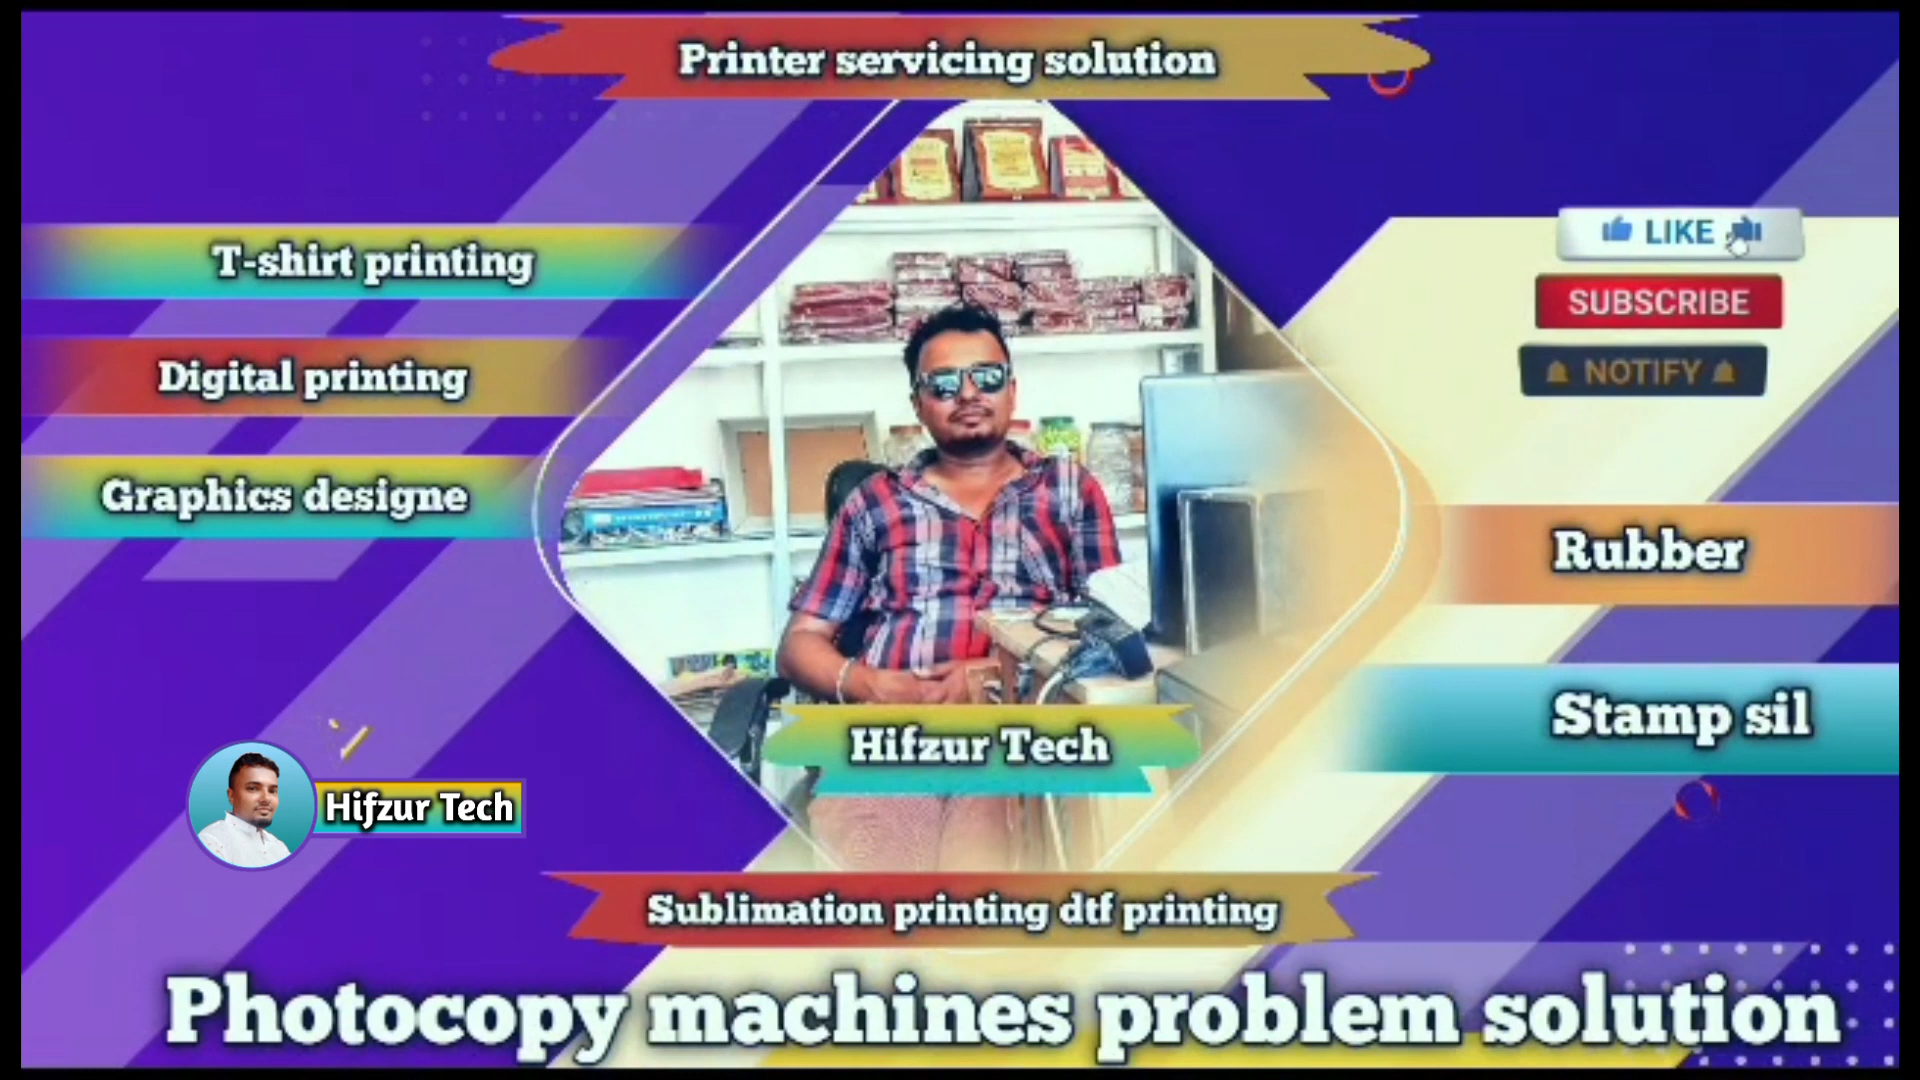 Printer servicing solution
T-shirt printing
Digital printing
Graphics designe
LIKE
SUBSCRIBE
NOTIFY
Rubber
Stamp sil
Hifzur Tech
Hifzur Tech
Sublimation printing dtf printing
Photocopy machines problem solution